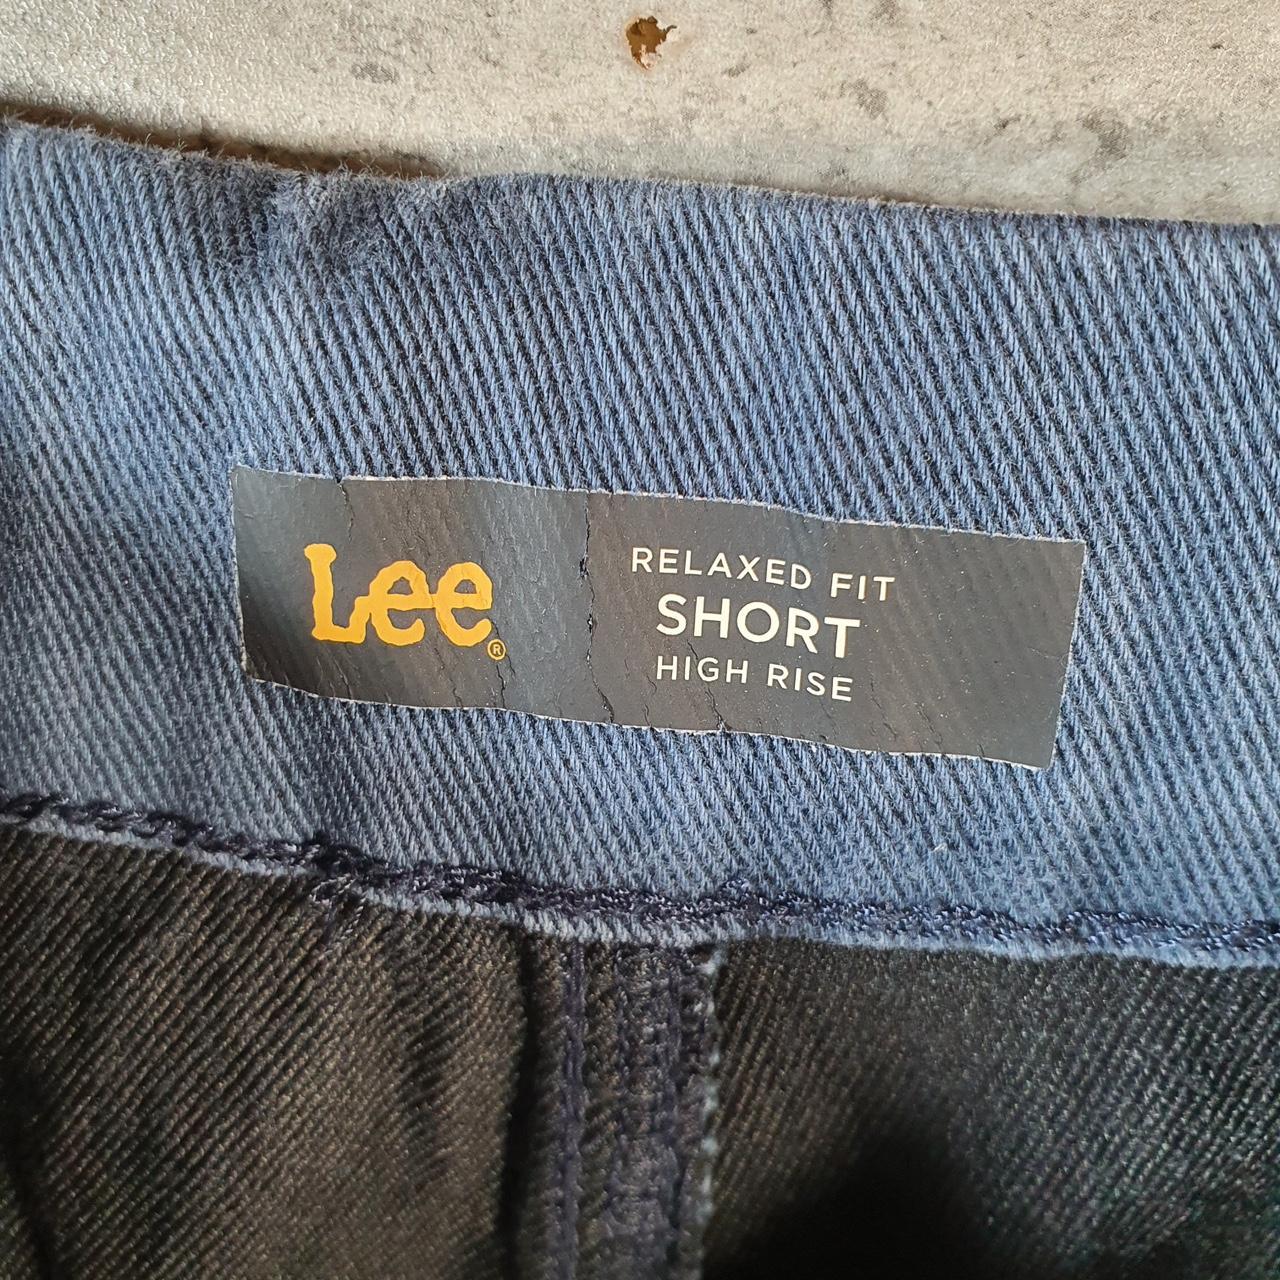 Lee®
RELAXED FIT
SHORT
HIGH RISE